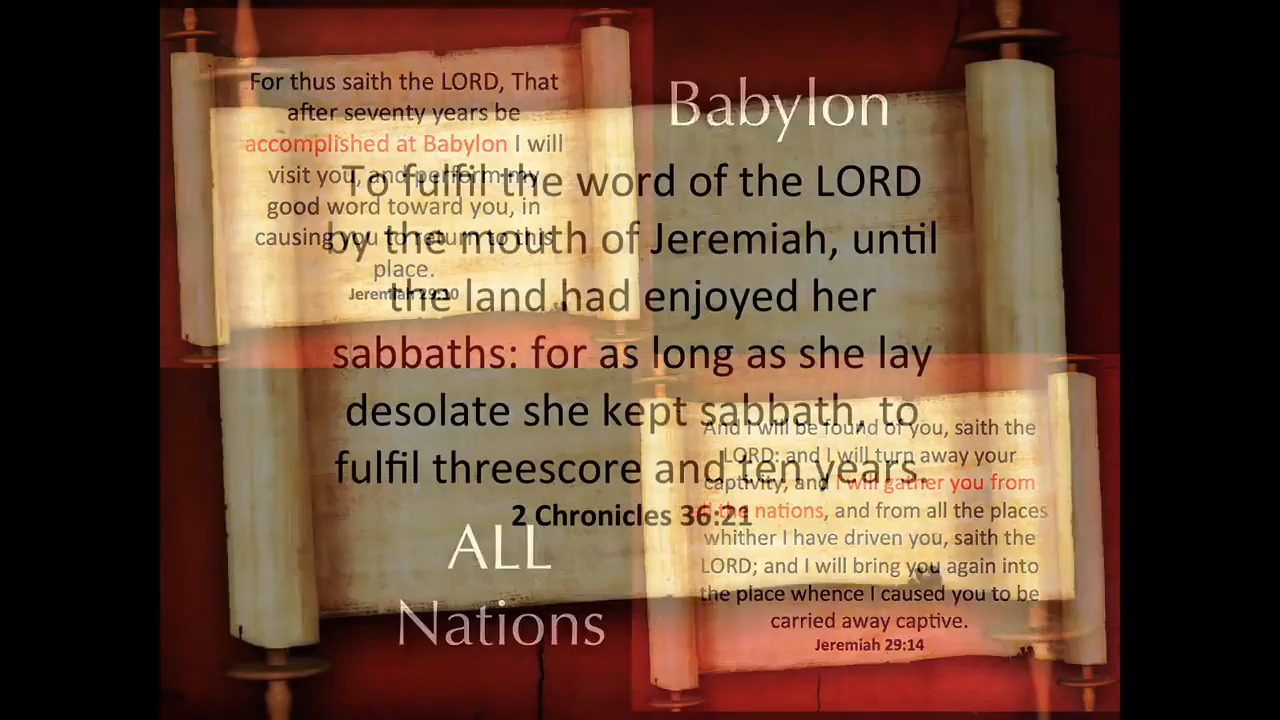 For thus saith the LORD, That
after seventy years be
accomplished at Babylon I will
visit you, and perform my
good word toward you, in
causing you to return to this
place.
Jeremiah 29:10
Babylon
To fulfil the word of the LORD
by the mouth of Jeremiah, until
the land had enjoyed her
sabbaths: for as long as she lay
desolate she kept sabbath, to
fulfil threescore and ten years.
2 Chronicles 36:21
ALL
Nations
And I will be found of you, saith the
LORD: and I will turn away your
captivity, and I will gather you from
all the nations, and from all the places
whither I have driven you, saith the
LORD; and I will bring you again into
the place whence I caused you to be
carried away captive.
Jeremiah 29:14